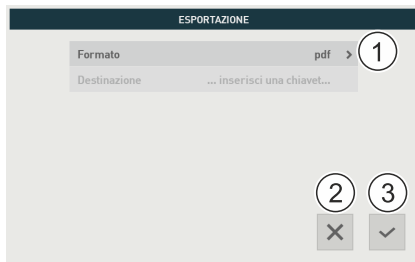 ESPORTAZIONE
Formato pdf >
1
Destinazione ... inserisci una chiavet...
2 3